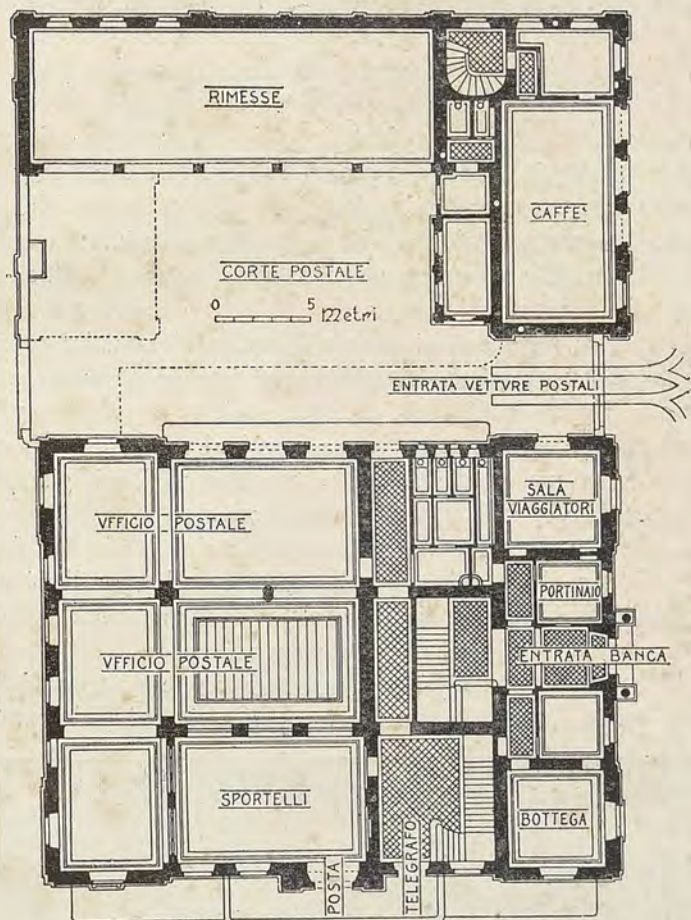 RIMESSE
CAFFE'
CORTE POSTALE
0 5 metri
ENTRATA VETTVRE POSTALI
SALA
VIAGGIATORI
VFFICIO POSTALE
PORTINAIO
VFFICIO POSTALE
ENTRATA BANCA
SPORTELLI
BOTTEGA
POSTA
TELEGRAFO